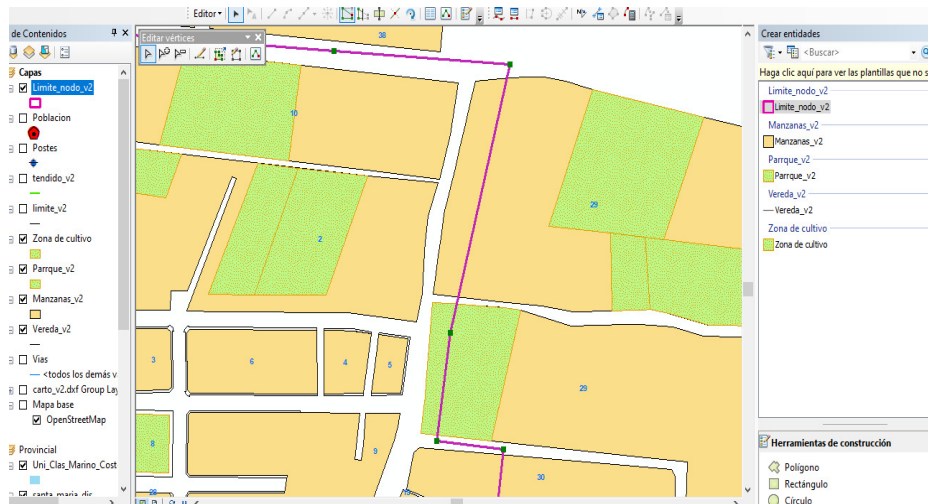 Editor
de Contenidos
Capas
Limite_nodo_v2
Poblacion
Postes
tendido_v2
limite_v2
Zona de cultivo
Parrque_v2
Manzanas_v2
Vereda_v2
Vias
<todos los demás v
carto_v2.dxf Group Lay
Mapa base
OpenStreetMap
Provincial
Uni_Clas_Marino_Cost
santa_maria_dis
Editar vértices
38
10
29
2
3
6
4
5
29
8
9
30
Crear entidades
<Buscar>
Haga clic aquí para ver las plantillas que no s
Limite_nodo_v2
Limite_nodo_v2
Manzanas_v2
Manzanas_v2
Parrque_v2
Parrque_v2
Vereda_v2
Vereda_v2
Zona de cultivo
Zona de cultivo
Herramientas de construcción
Polígono
Rectángulo
Círculo